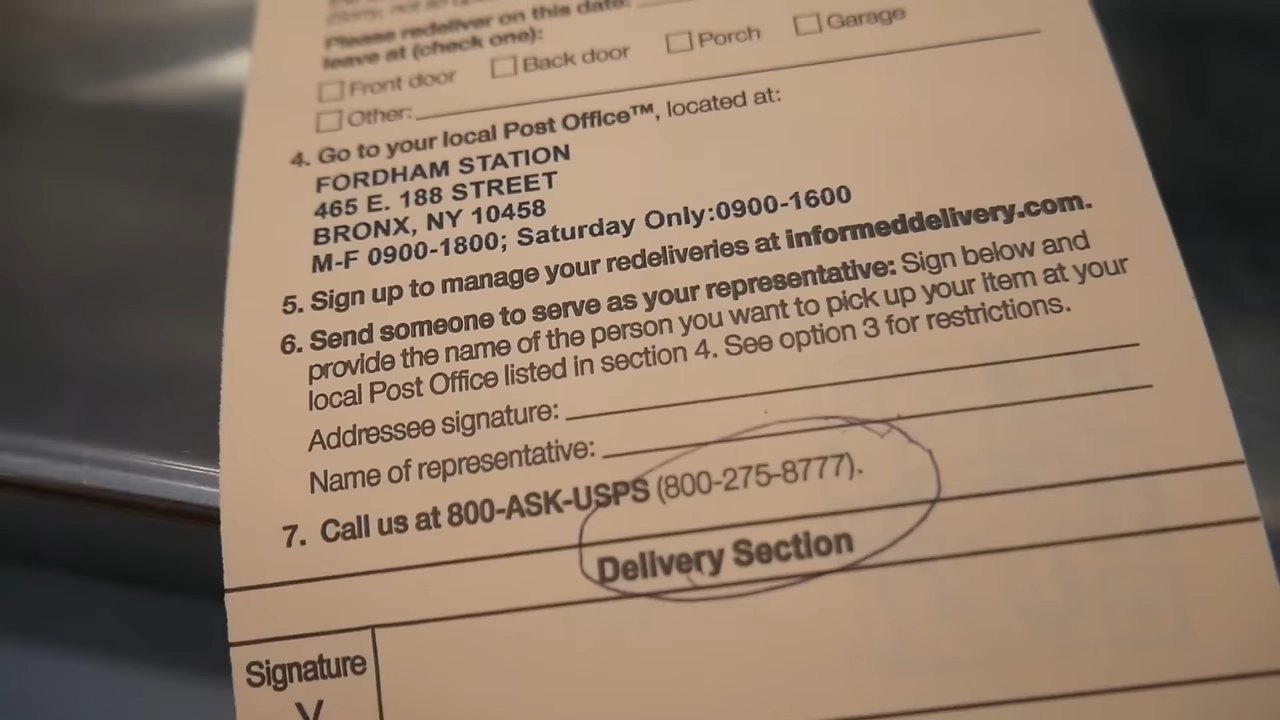 Please redeliver on this date:
leave at (check one):
Front door Back door Porch Garage
Other:
4. Go to your local Post Office™, located at:
FORDHAM STATION
465 E. 188 STREET
BRONX, NY 10458
M-F 0900-1800; Saturday Only:0900-1600
5. Sign up to manage your redeliveries at informeddelivery.com.
6. Send someone to serve as your representative: Sign below and
provide the name of the person you want to pick up your item at your
local Post Office listed in section 4. See option 3 for restrictions.
Addressee signature:
Name of representative:
7. Call us at 800-ASK-USPS (800-275-8777).
Delivery Section
Signature